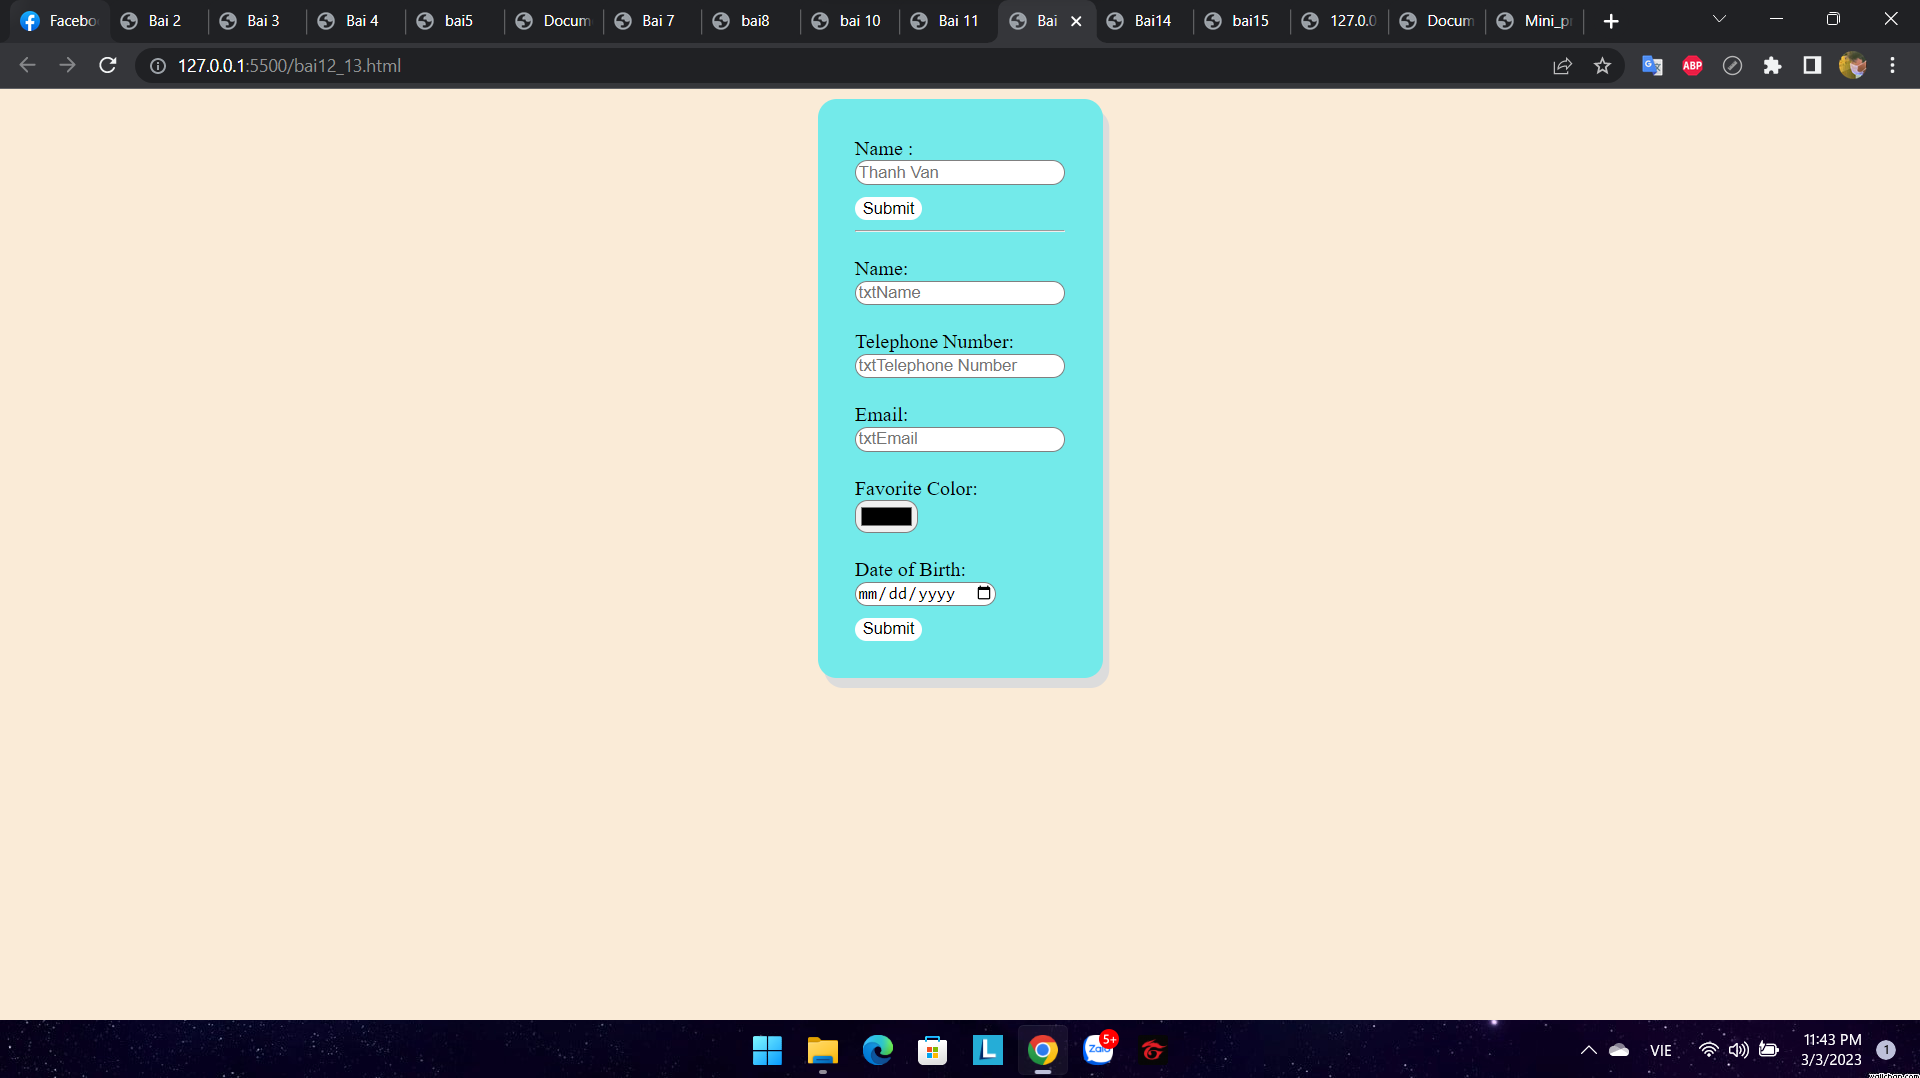 Facebo Bai 2 Bai 3 Bai 4 bai5 Docum Bai 7 bai8 bai 10 Bai 11 Bai Bai14 bai15 127.0.0 Docum Mini_p
127.0.0.1:5500/bai12_13.html
ABP
Name :
Thanh Van
Submit
Name:
txtName
Telephone Number:
txtTelephone Number
Email:
txtEmail
Favorite Color:
Date of Birth:
mm/dd/yyyy
Submit
L
Zalo 5+
VIE
11:43 PM
3/3/2023
1